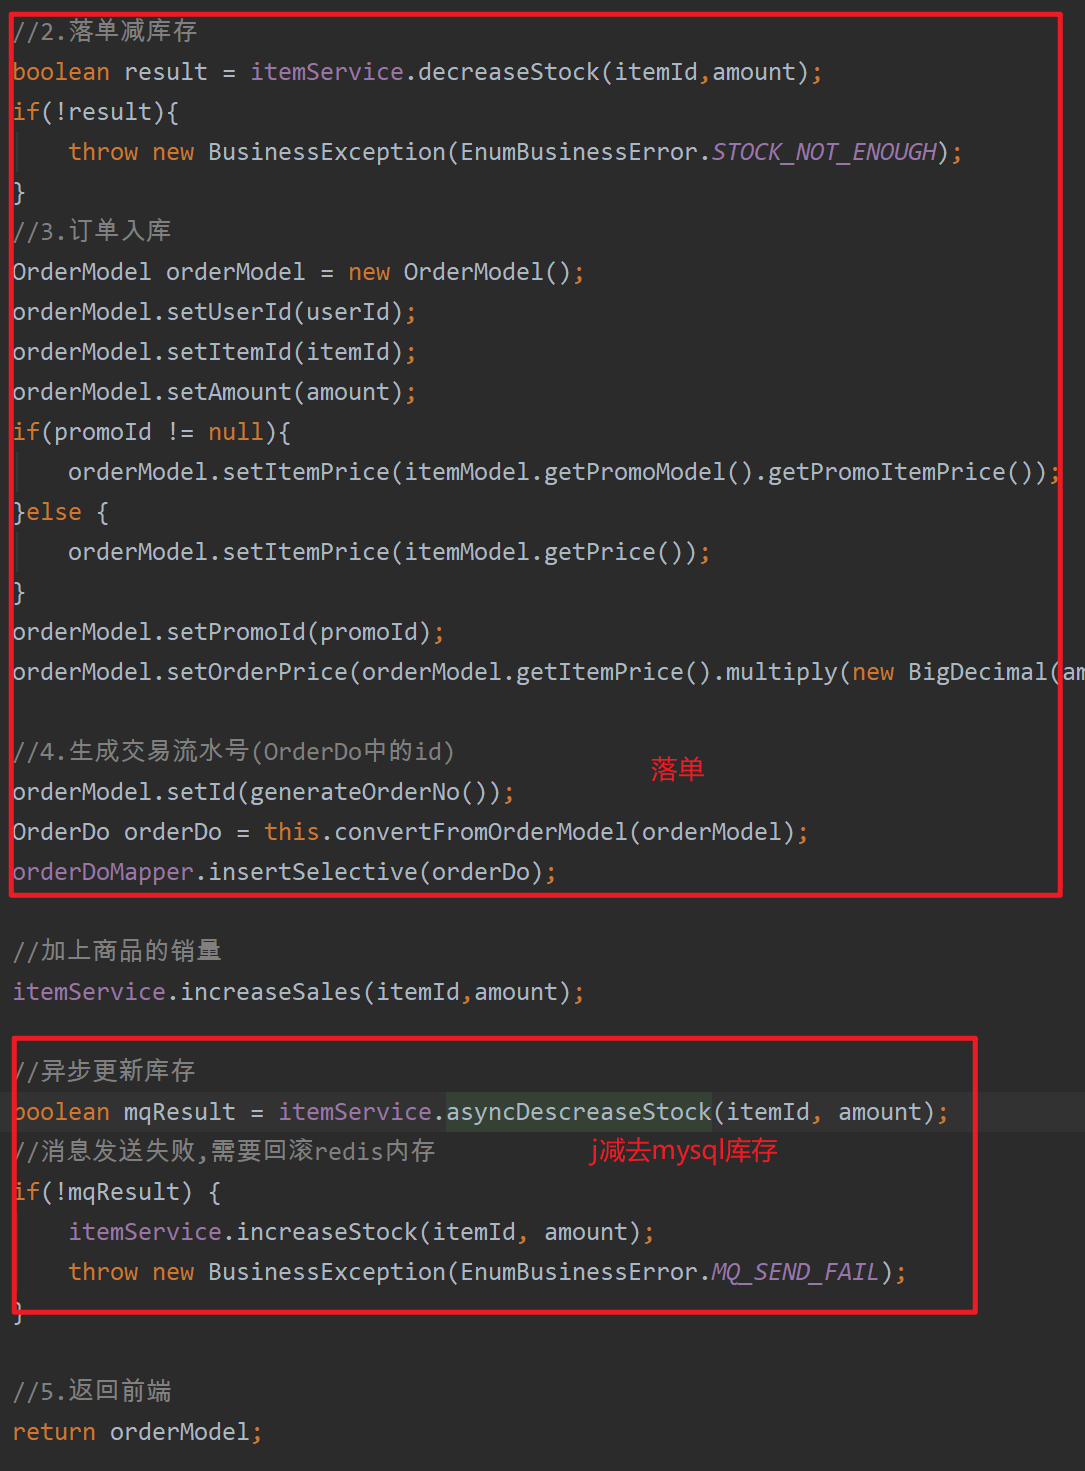 //2.落单减库存
boolean result = itemService.decreaseStock(itemId,amount);
if(!result){
    throw new BusinessException(EnumBusinessError.STOCK_NOT_ENOUGH);
}
//3.订单入库
OrderModel orderModel = new OrderModel();
orderModel.setUserId(userId);
orderModel.setItemId(itemId);
orderModel.setAmount(amount);
if(promoId != null){
    orderModel.setItemPrice(itemModel.getPromoModel().getPromoItemPrice());
}else {
    orderModel.setItemPrice(itemModel.getPrice());
}
orderModel.setPromoId(promoId);
orderModel.setOrderPrice(orderModel.getItemPrice().multiply(new BigDecimal(am
//4.生成交易流水号(OrderDo中的id)
落单
orderModel.setId(generateOrderNo());
OrderDo orderDo = this.convertFromOrderModel(orderModel);
orderDoMapper.insertSelective(orderDo);
//加上商品的销量
itemService.increaseSales(itemId,amount);
//异步更新库存
boolean mqResult = itemService.asyncDescreaseStock(itemId, amount);
//消息发送失败,需要回滚redis内存
j减去mysql库存
if(!mqResult) {
    itemService.increaseStock(itemId, amount);
    throw new BusinessException(EnumBusinessError.MQ_SEND_FAIL);
}
//5.返回前端
return orderModel;